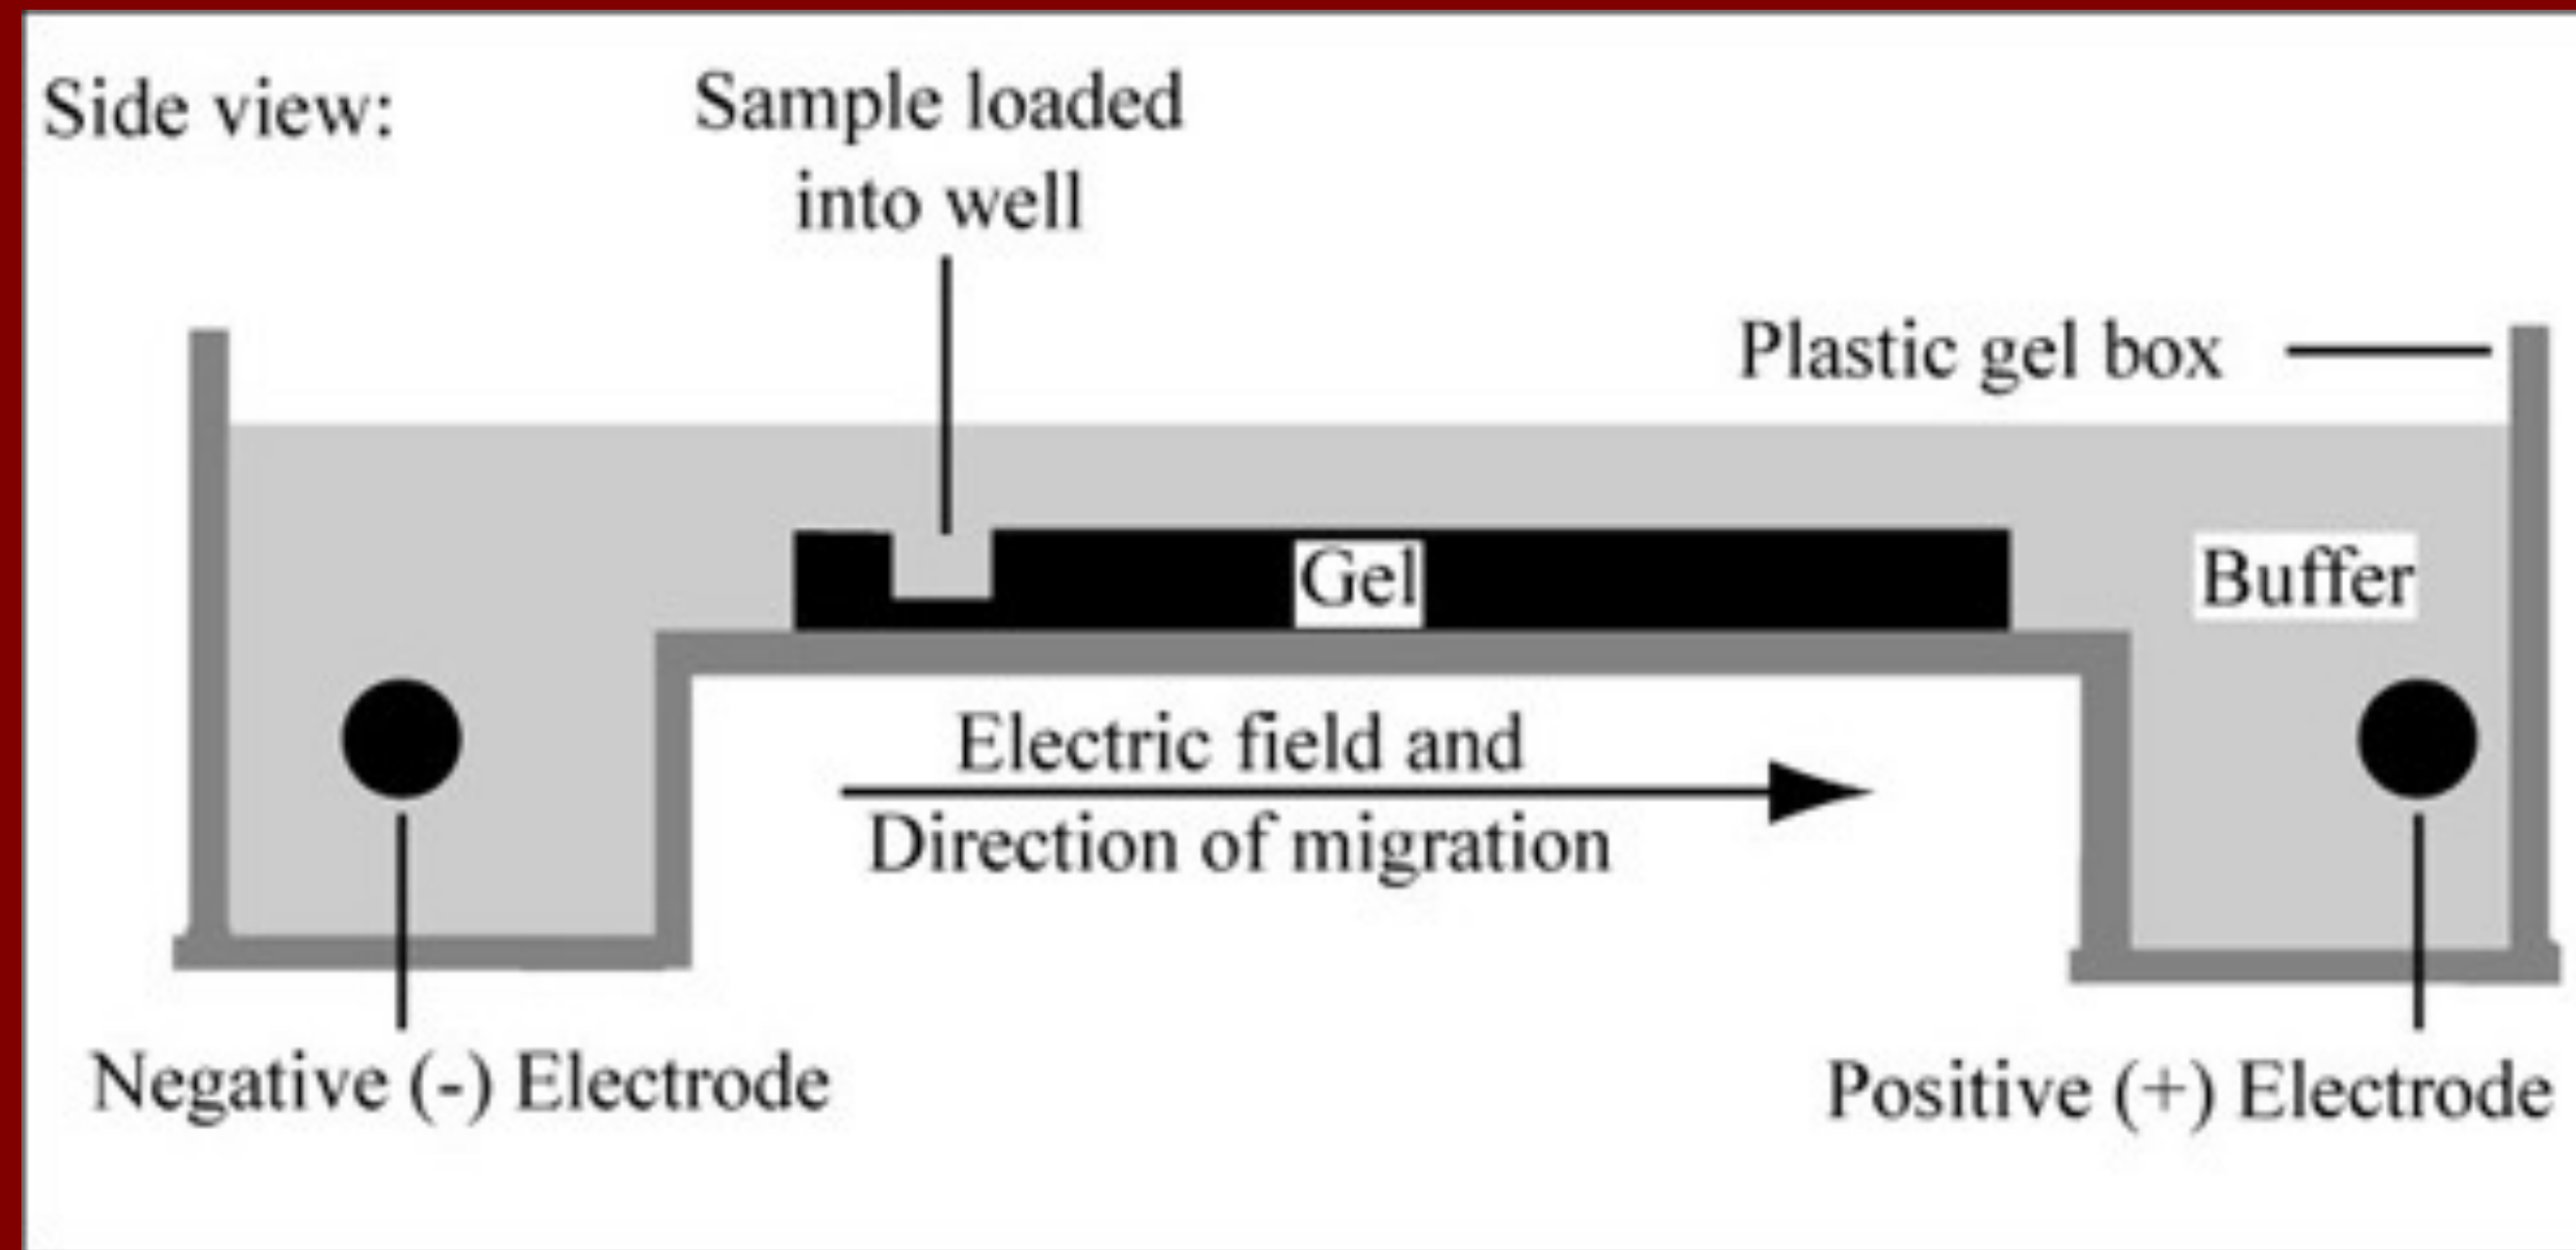 Side view:
Sample loaded
into well
Plastic gel box
Gel
Buffer
Electric field and
Direction of migration
Negative (-) Electrode
Positive (+) Electrode